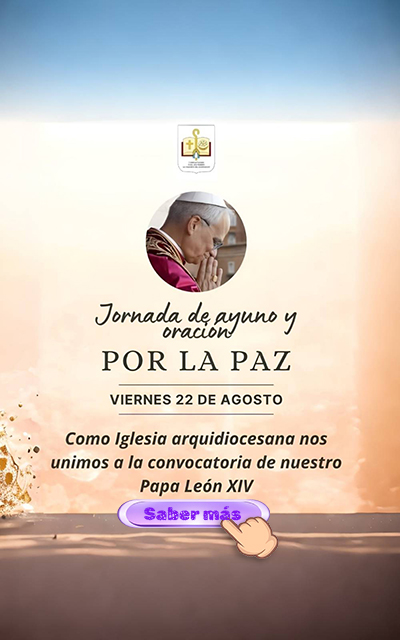 Jornada de ayuno y
oración
POR LA PAZ
VIERNES 22 DE AGOSTO
Como Iglesia arquidiocesana nos
unimos a la convocatoria de nuestro
Papa León XIV
Saber más